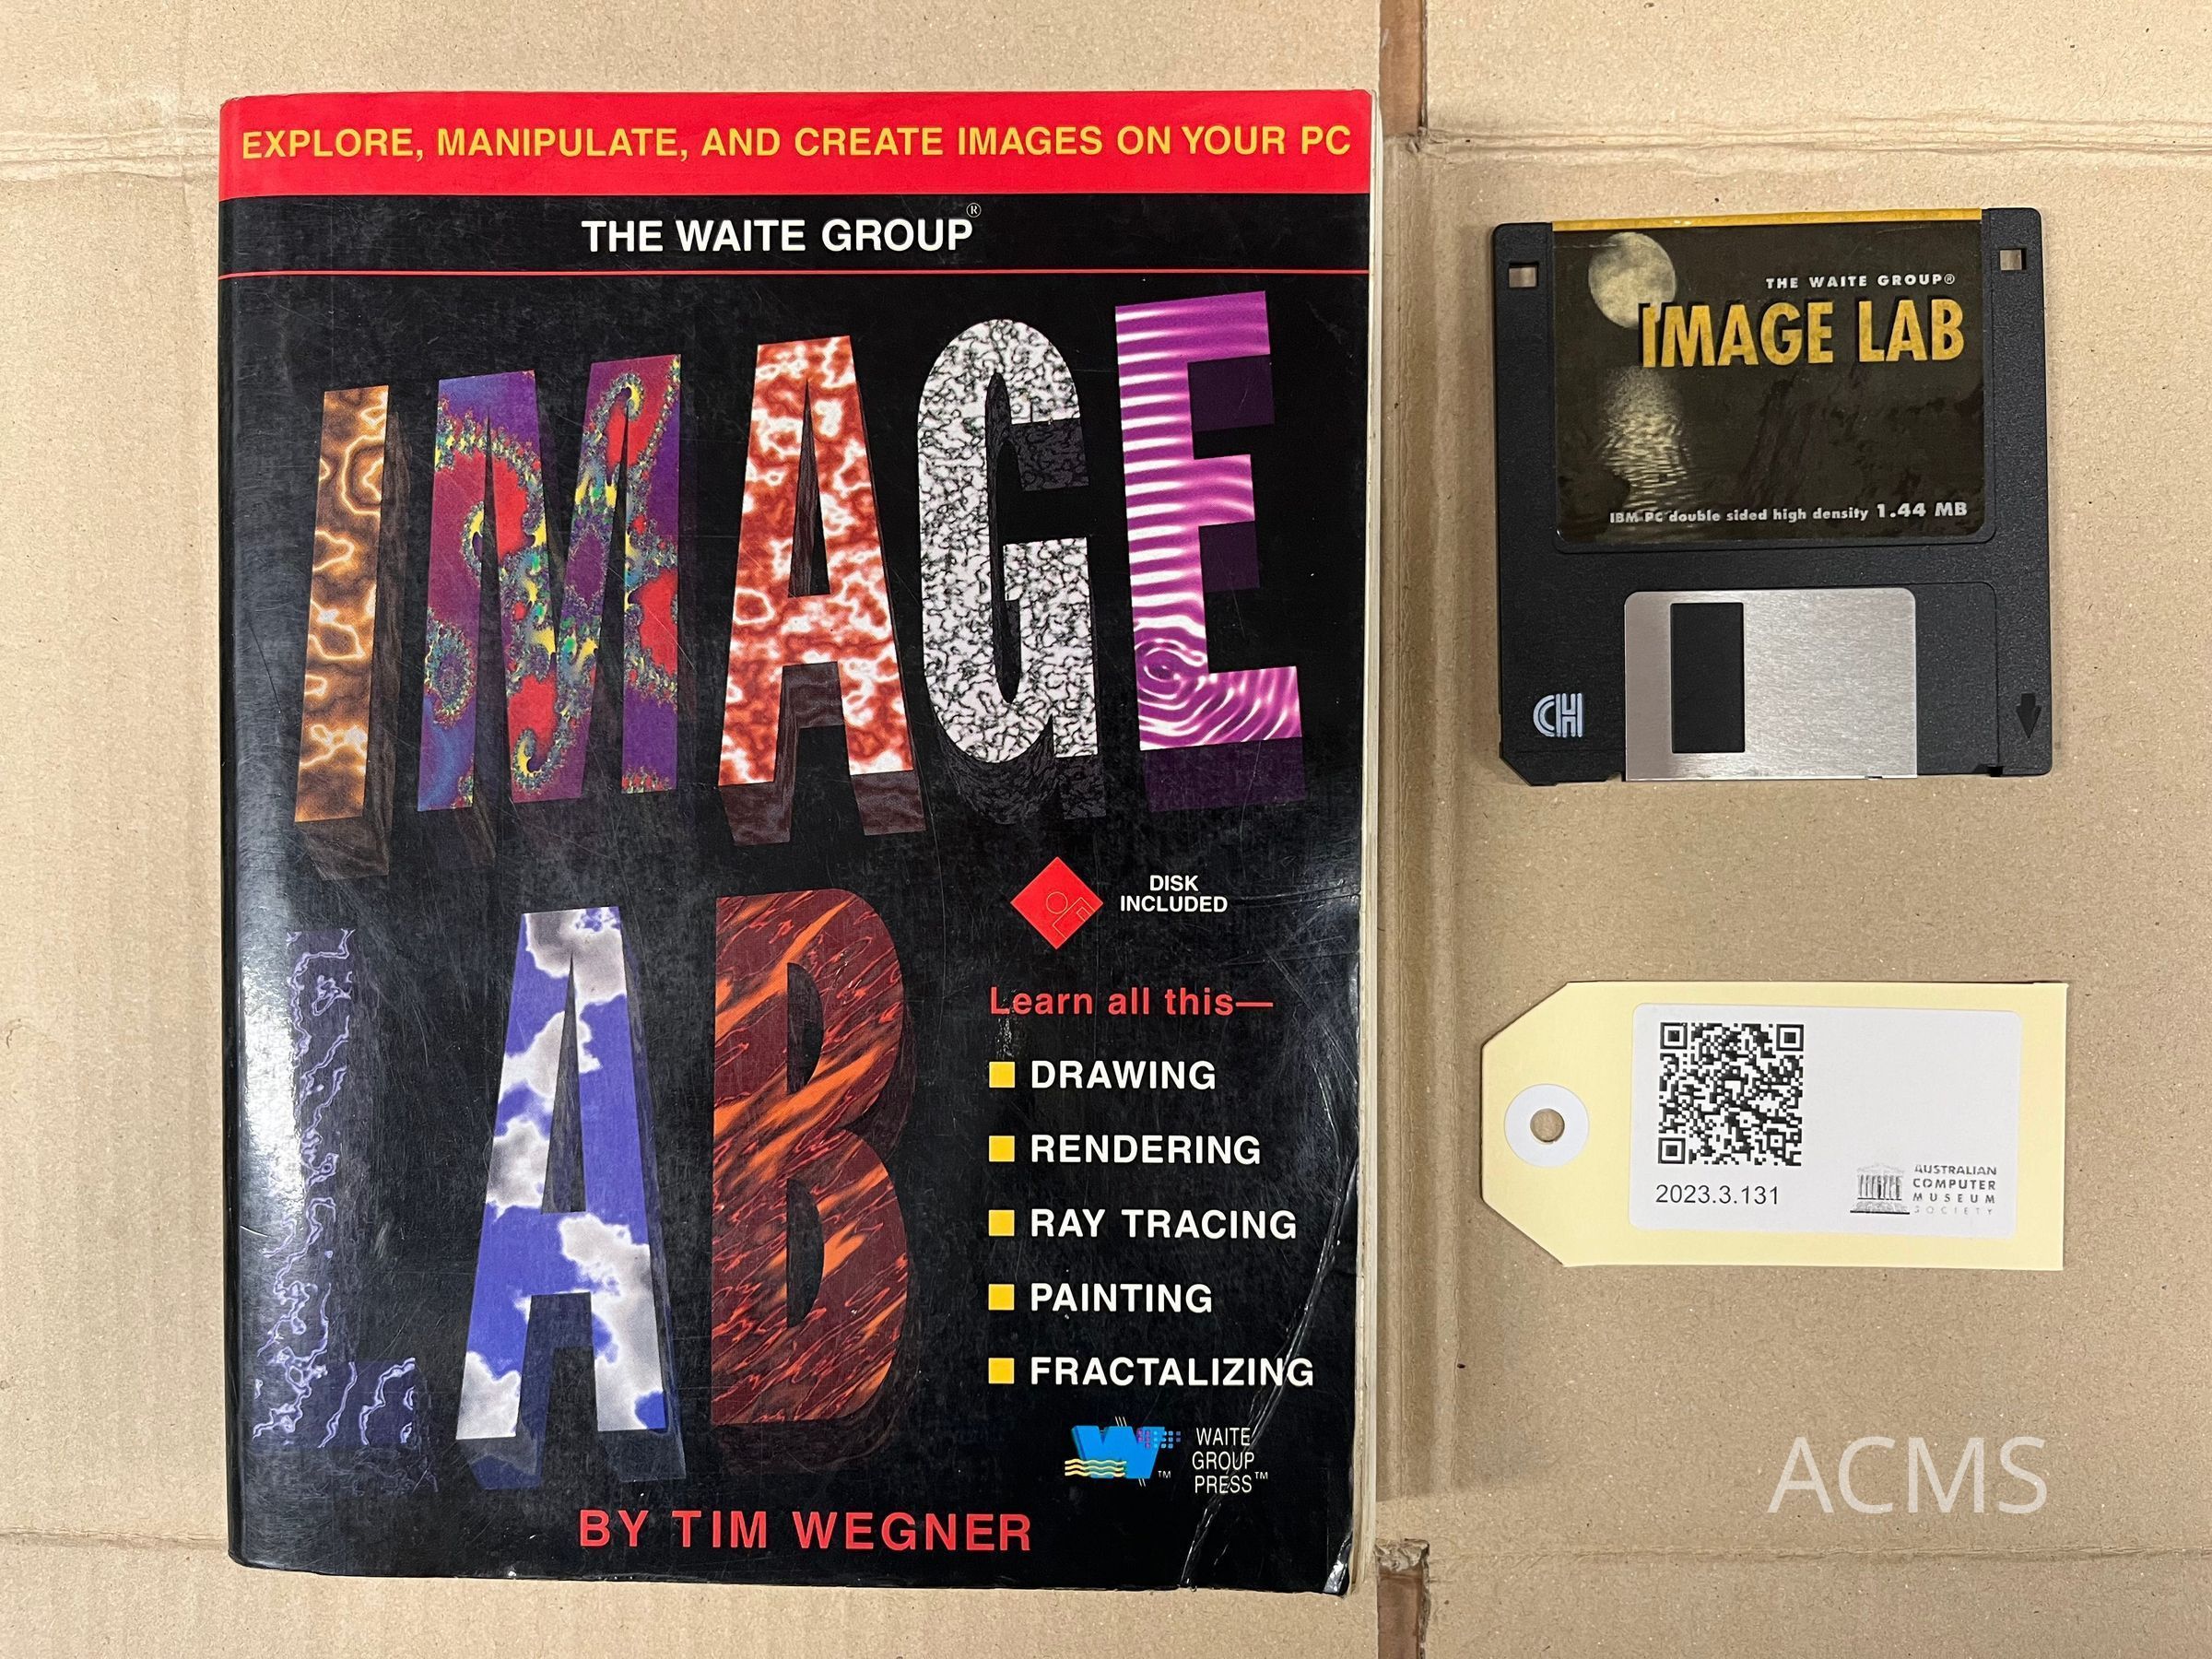 EXPLORE, MANIPULATE, AND CREATE IMAGES ON YOUR PC
THE WAITE GROUP®
IMAGE
LAB
DISK
INCLUDED
Learn all this—
DRAWING
RENDERING
RAY TRACING
PAINTING
FRACTALIZING
W™
WAITE
GROUP
PRESS™
BY TIM WEGNER
THE WAITE GROUP®
IMAGE LAB
IBM-PC double sided high density 1.44 MB
CH
2023.3.131
AUSTRALIAN
COMPUTER
MUSEUM
SOCIETY
ACMS